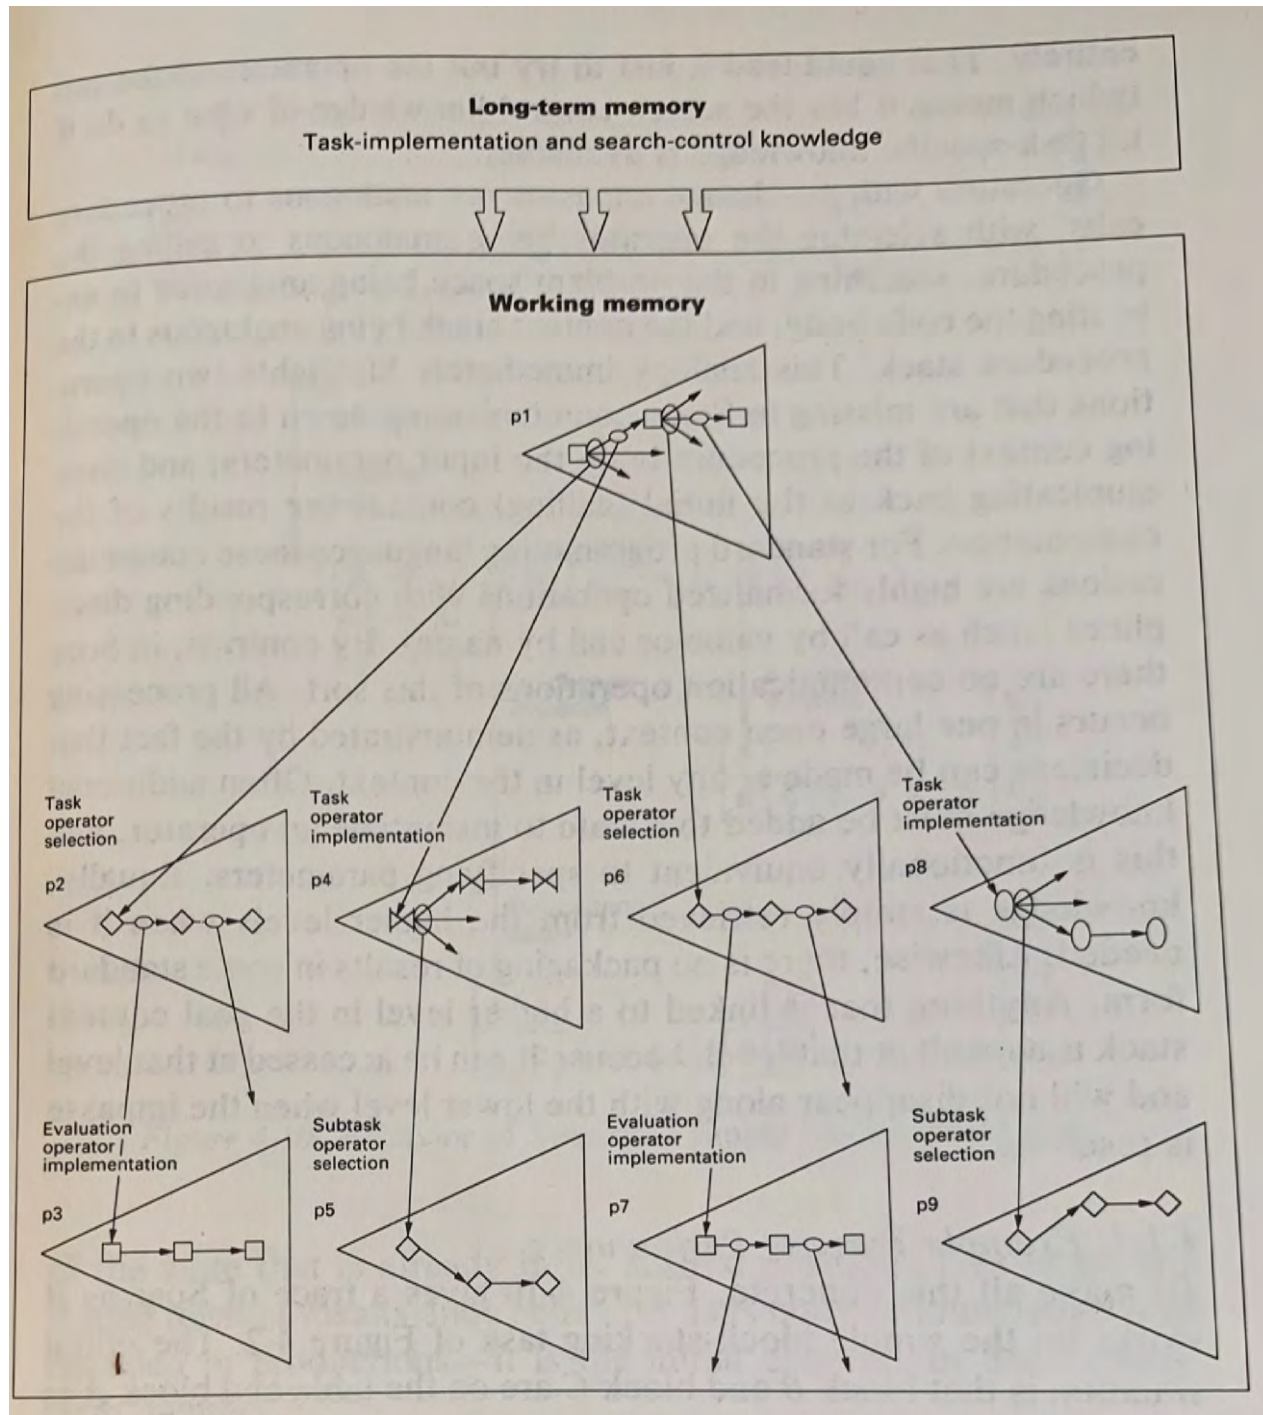 Long-term memory
Task-implementation and search-control knowledge
Working memory
p1
Task
operator
selection
p2
Task
operator
implementation
p4
Task
operator
selection
p6
Task
operator
implementation
p8
Evaluation
operator
implementation
p3
Subtask
operator
selection
p5
Evaluation
operator
implementation
p7
Subtask
operator
selection
p9